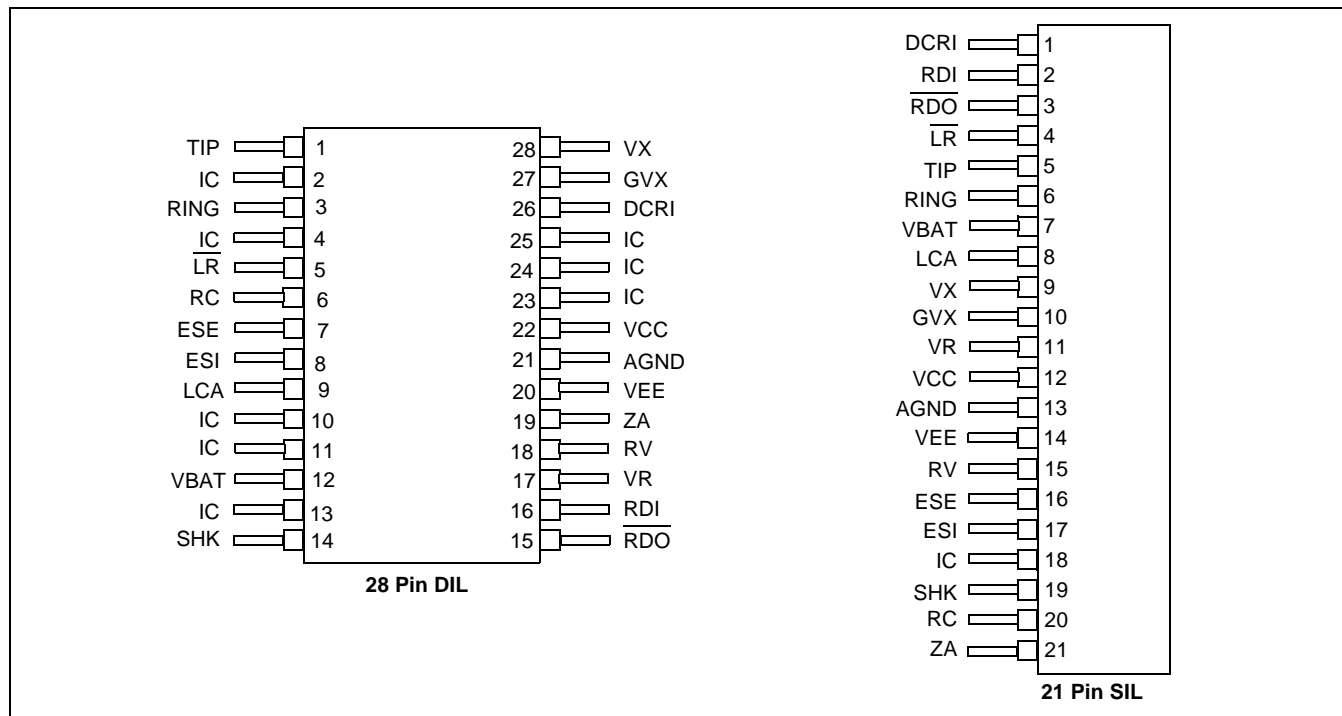 TIP 1 28 VX
IC 2 27 GVX
RING 3 26 DCRI
IC 4 25 IC
LR 5 24 IC
RC 6 23 IC
ESE 7 22 VCC
ESI 8 21 AGND
LCA 9 20 VEE
IC 10 19 ZA
IC 11 18 RV
VBAT 12 17 VR
IC 13 16 RDI
SHK 14 15 RDO
28 Pin DIL
DCRI 1
RDI 2
RDO 3
LR 4
TIP 5
RING 6
VBAT 7
LCA 8
VX 9
GVX 10
VR 11
VCC 12
AGND 13
VEE 14
RV 15
ESE 16
ESI 17
IC 18
SHK 19
RC 20
ZA 21
21 Pin SIL